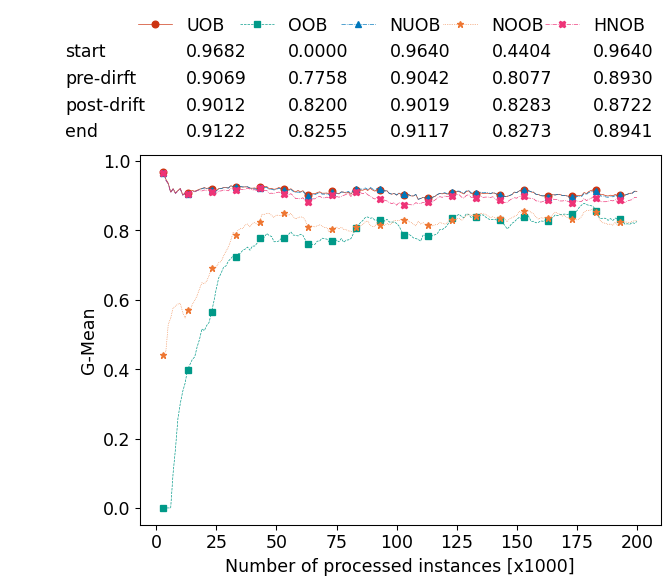 UOB OOB NUOB NOOB HNOB
start 0.9682 0.0000 0.9640 0.4404 0.9640
pre-dirft 0.9069 0.7758 0.9042 0.8077 0.8930
post-drift 0.9012 0.8200 0.9019 0.8283 0.8722
end 0.9122 0.8255 0.9117 0.8273 0.8941
1.0
0.8
0.6
0.4
0.2
0.0
G-Mean
0 25 50 75 100 125 150 175 200
Number of processed instances [x1000]